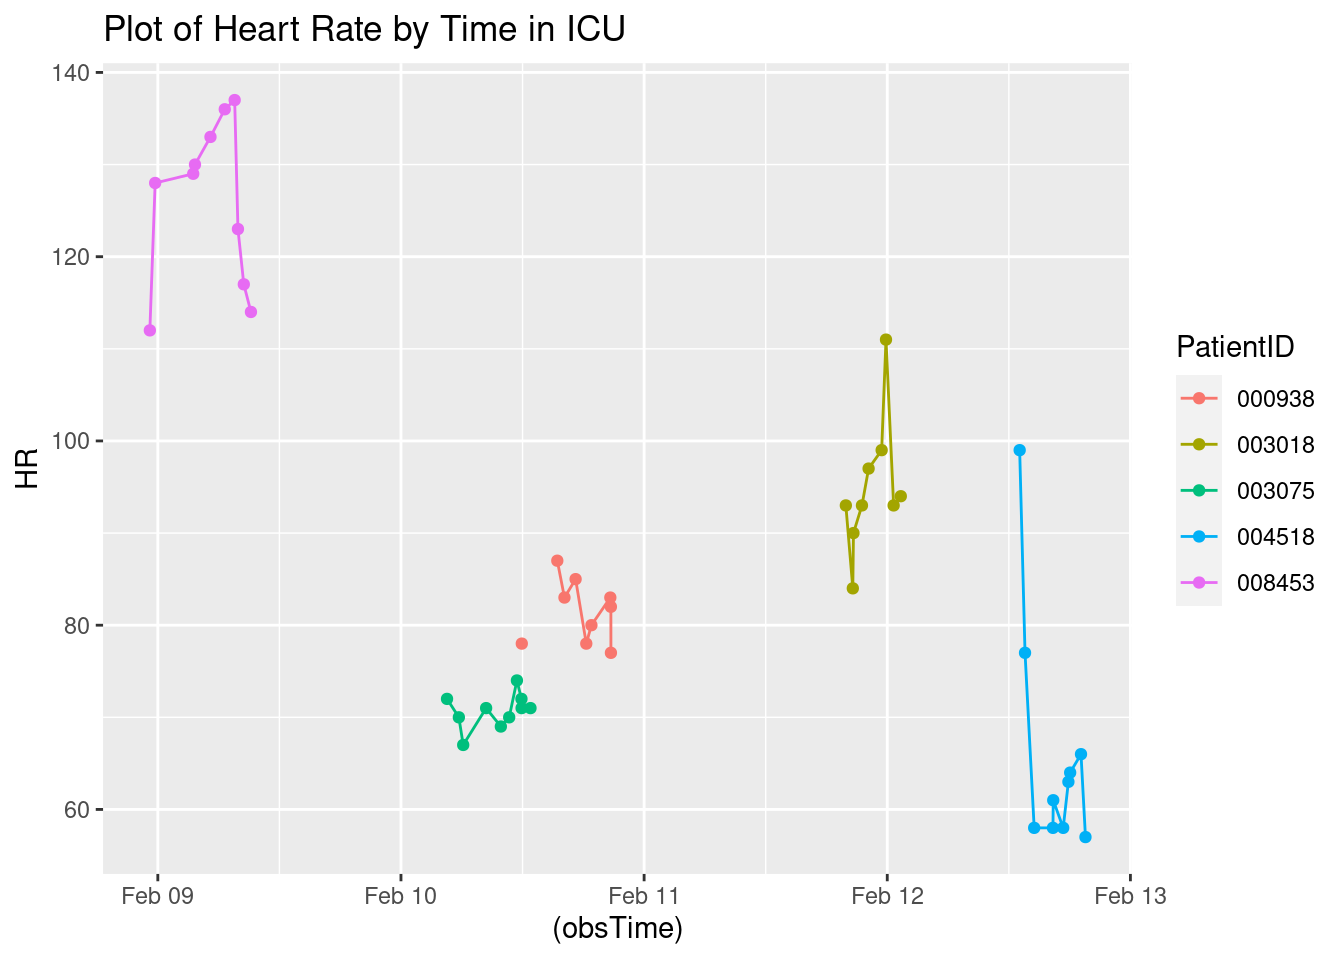 Plot of Heart Rate by Time in ICU
140
120
100
80
60
HR
Feb 09
Feb 10
Feb 11
Feb 12
Feb 13
(obsTime)
PatientID
000938
003018
003075
004518
008453